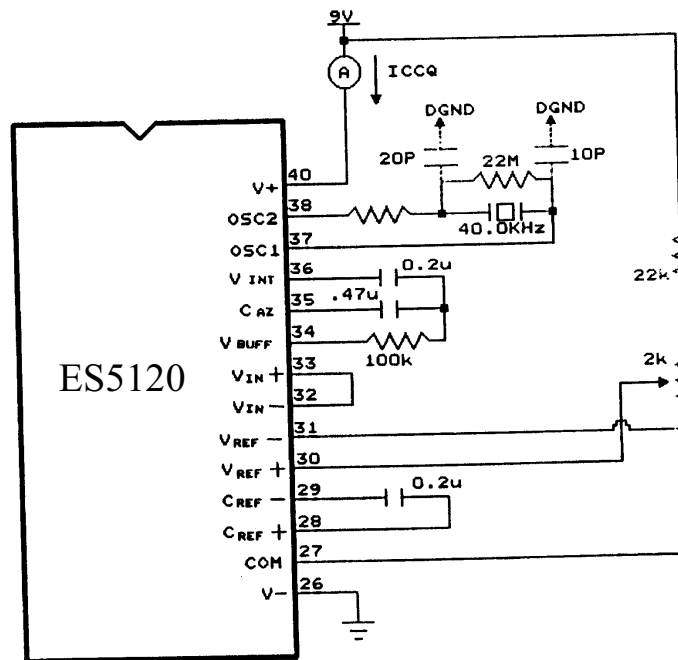 9V
A
ICCQ
DGND
DGND
20P
22M
10P
40.0KHz
V+
40
OSC2
38
OSC1
37
V INT
36
0.2u
C AZ
35
.47u
V BUFF
34
100k
VIN +
33
VIN -
32
ES5120
VREF -
31
VREF +
30
CREF -
29
0.2u
CREF +
28
COM
27
V-
26
22k
2k